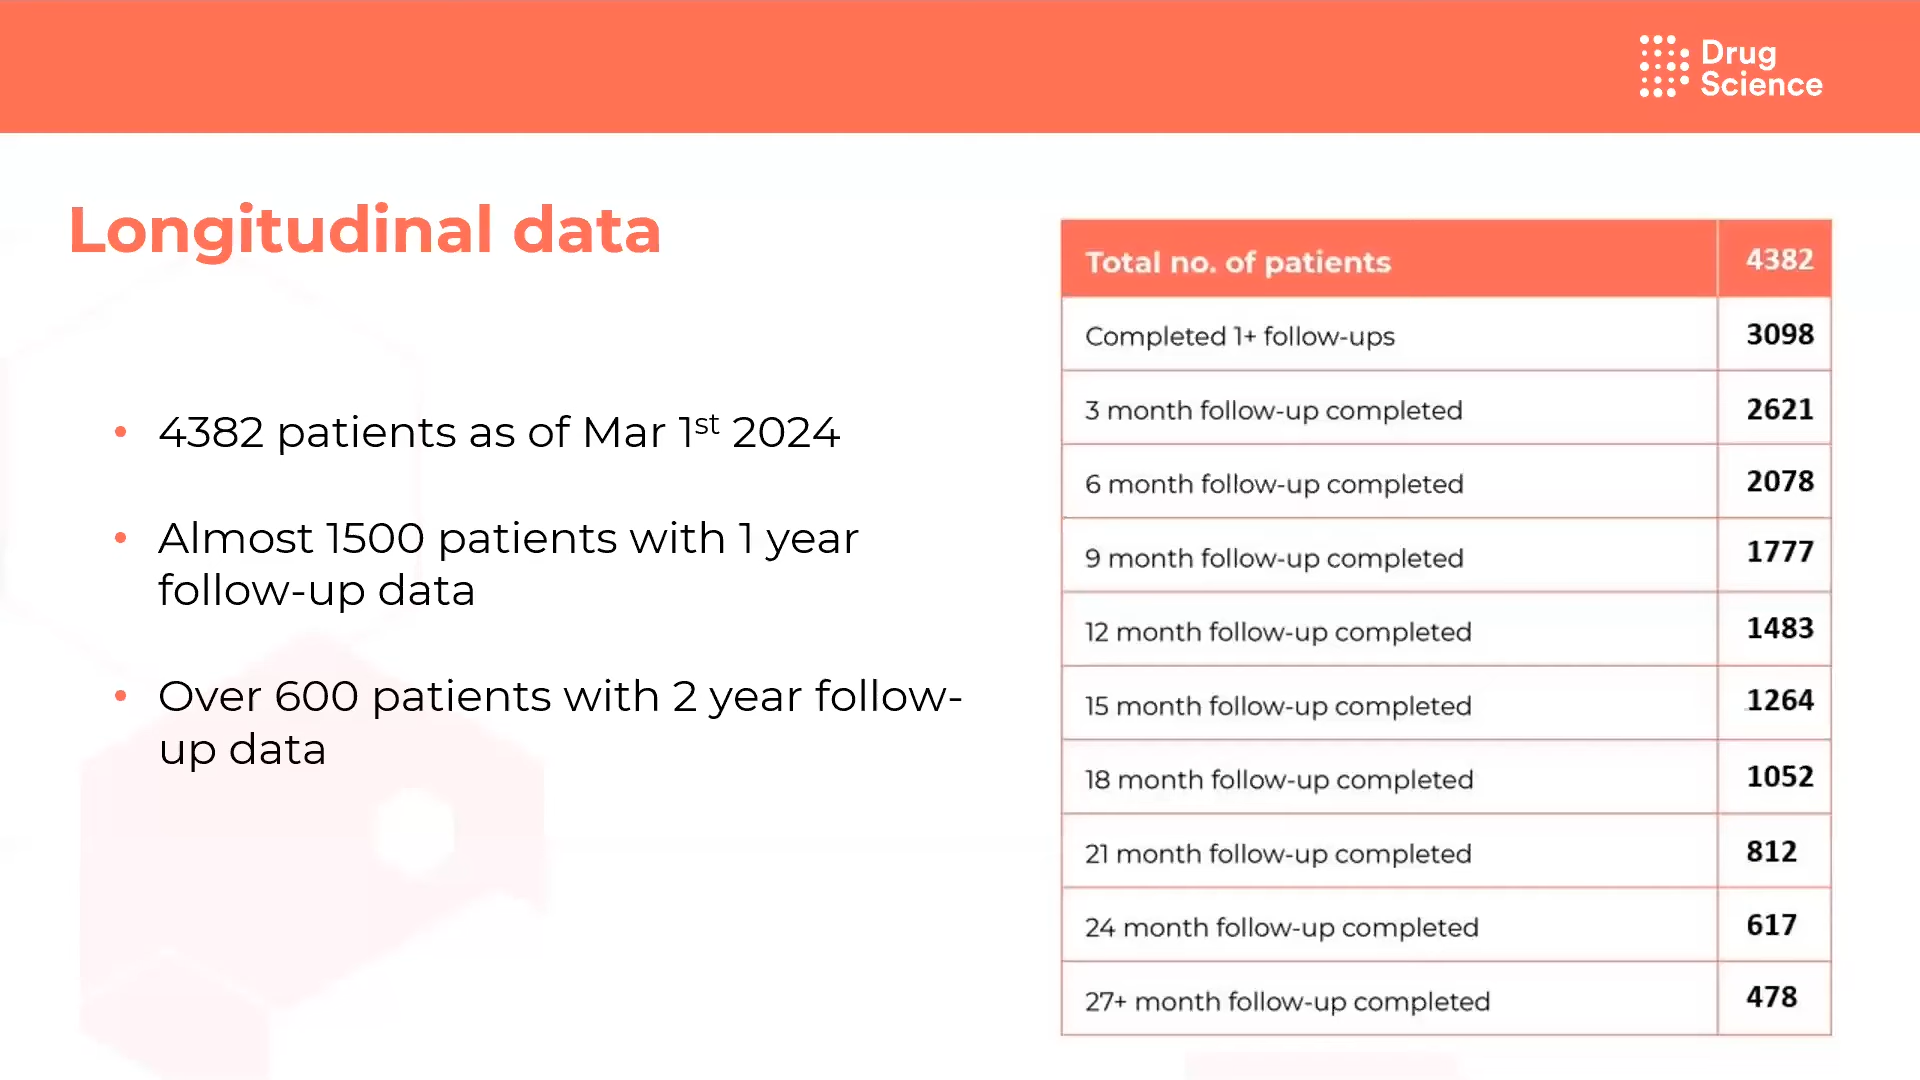 Drug
Science
Longitudinal data
• 4382 patients as of Mar 1st 2024
• Almost 1500 patients with 1 year
follow-up data
• Over 600 patients with 2 year follow-
up data
Total no. of patients 4382
Completed 1+ follow-ups 3098
3 month follow-up completed 2621
6 month follow-up completed 2078
9 month follow-up completed 1777
12 month follow-up completed 1483
15 month follow-up completed 1264
18 month follow-up completed 1052
21 month follow-up completed 812
24 month follow-up completed 617
27+ month follow-up completed 478